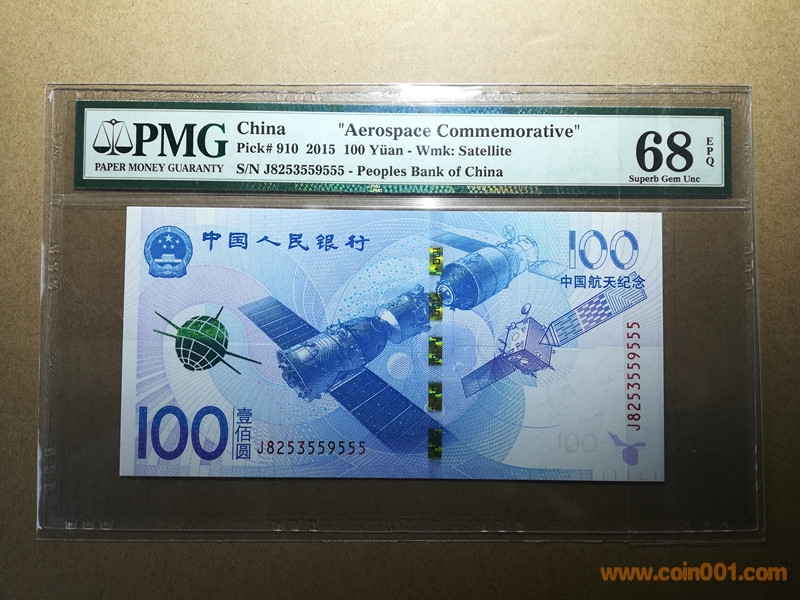 PMG
PAPER MONEY GUARANTY
China "Aerospace Commemorative"
Pick# 910 2015 100 Yüan - Wmk: Satellite
S/N J8253559555 - Peoples Bank of China
68
EPQ
Superb Gem Unc
中国人民银行
100
中国航天纪念
J8253559555
100
壹佰圆
J8253559555
www.coin001.com